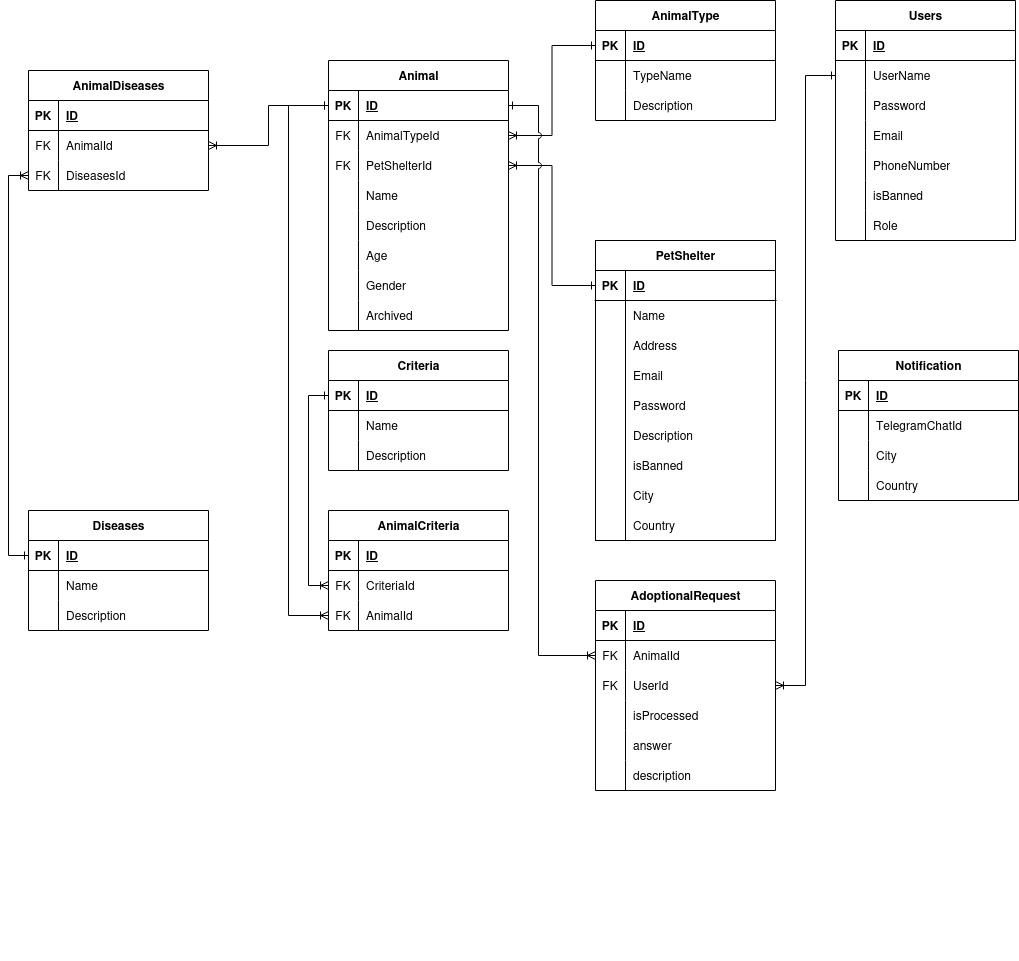 AnimalDiseases
PK ID
FK AnimalId
FK DiseasesId
Animal
PK ID
FK AnimalTypeId
FK PetShelterId
Name
Description
Age
Gender
Archived
AnimalType
PK ID
TypeName
Description
Users
PK ID
UserName
Password
Email
PhoneNumber
isBanned
Role
PetShelter
PK ID
Name
Address
Email
Password
Description
isBanned
City
Country
Criteria
PK ID
Name
Description
Notification
PK ID
TelegramChatId
City
Country
Diseases
PK ID
Name
Description
AnimalCriteria
PK ID
FK CriteriaId
FK AnimalId
AdoptionalRequest
PK ID
FK AnimalId
FK UserId
isProcessed
answer
description